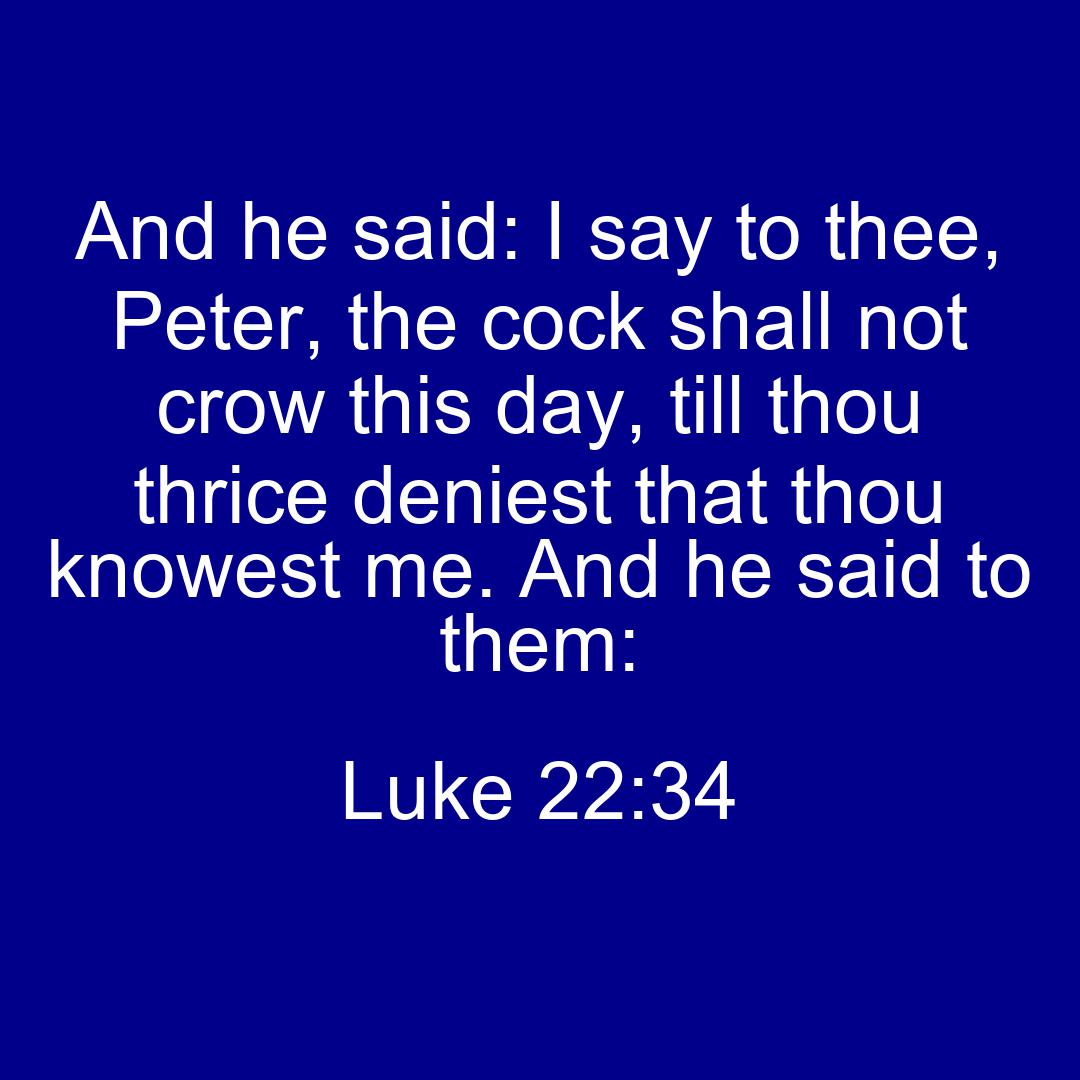 And he said: I say to thee,
Peter, the cock shall not
crow this day, till thou
thrice deniest that thou
knowest me. And he said to
them:
Luke 22:34